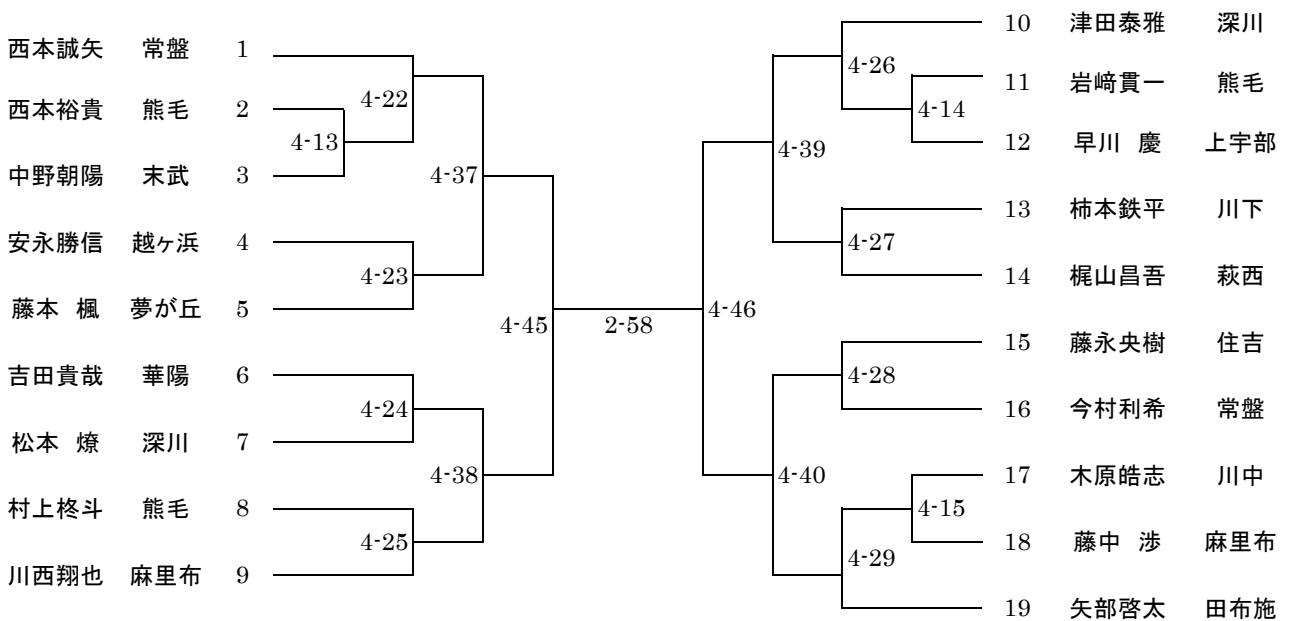 西本誠矢 常盤 1
西本裕貴 熊毛 2
中野朝陽 末武 3
安永勝信 越ヶ浜 4
藤本 楓 夢が丘 5
吉田貴哉 華陽 6
松本 燎 深川 7
村上柊斗 熊毛 8
川西翔也 麻里布 9
4-13
4-22
4-23
4-24
4-25
4-37
4-38
4-45
2-58
4-46
4-39
4-40
4-26
4-14
4-27
4-28
4-15
4-29
10 津田泰雅 深川
11 岩﨑貫一 熊毛
12 早川 慶 上宇部
13 柿本鉄平 川下
14 梶山昌吾 萩西
15 藤永央樹 住吉
16 今村利希 常盤
17 木原皓志 川中
18 藤中 渉 麻里布
19 矢部啓太 田布施